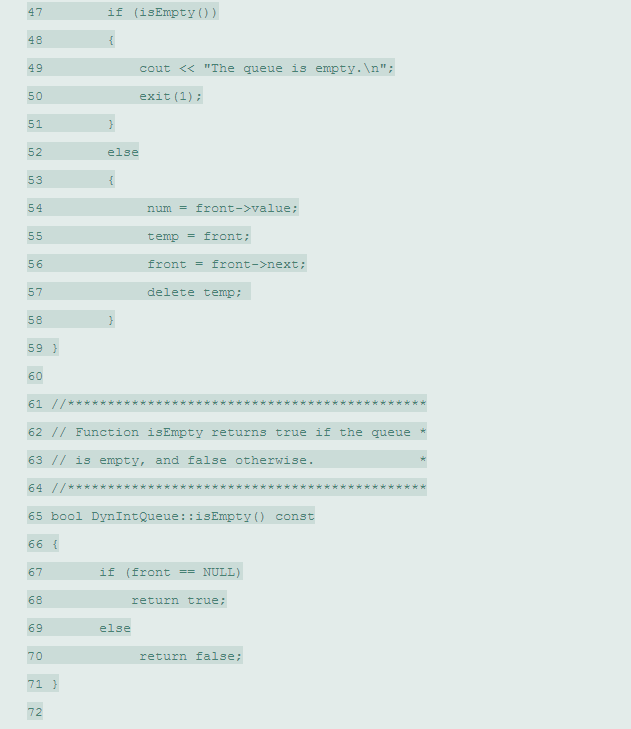 47        if (isEmpty())
48        {
49            cout << "The queue is empty.\n";
50            exit(1);
51        }
52        else
53        {
54             num = front->value;
55             temp = front;
56             front = front->next;
57             delete temp;
58        }
59 }
60
61 //*********************************************
62 // Function isEmpty returns true if the queue *
63 // is empty, and false otherwise.             *
64 //*********************************************
65 bool DynIntQueue::isEmpty() const
66 {
67       if (front == NULL)
68           return true;
69       else
70            return false;
71 }
72